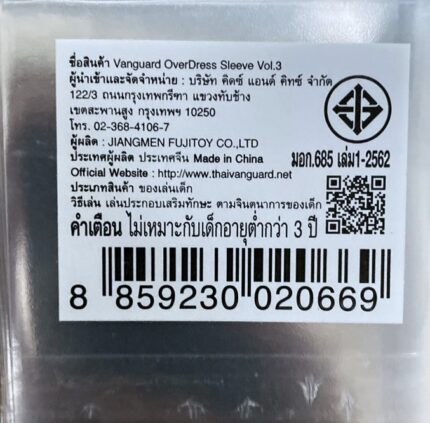 ชื่อสินค้า Vanguard OverDress Sleeve Vol.3
ผู้นำเข้าและจัดจำหน่าย : บริษัท คิดซ์ แอนด์ คิทซ์ จำกัด
122/3 ถนนกรุงเทพกรีฑา แขวงทับช้าง
เขตสะพานสูง กรุงเทพฯ 10250
โทร. 02-368-4106-7
ผู้ผลิต : JIANGMEN FUJITOY CO.,LTD
ประเทศผู้ผลิต ประเทศจีน Made in China
Official Website : http://www.thaivanguard.net
ประเภทสินค้า ของเล่นเด็ก
วิธีเล่น เล่นประกอบเสริมทักษะ ตามจินตนาการของเด็ก
คำเตือน ไม่เหมาะกับเด็กอายุต่ำกว่า 3 ปี
มอก.685 เล่ม1-2562
8 859230 020669